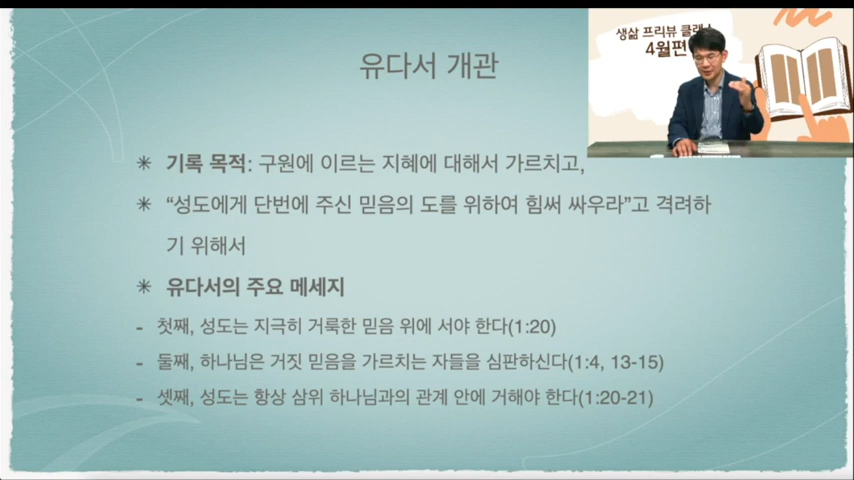 유다서 개관
생삶 프리뷰 클래스
4월편
✳ 기록 목적: 구원에 이르는 지혜에 대해서 가르치고,
✳ “성도에게 단번에 주신 믿음의 도를 위하여 힘써 싸우라”고 격려하
기 위해서
✳ 유다서의 주요 메세지
- 첫째, 성도는 지극히 거룩한 믿음 위에 서야 한다(1:20)
- 둘째, 하나님은 거짓 믿음을 가르치는 자들을 심판하신다(1:4, 13-15)
- 셋째, 성도는 항상 삼위 하나님과의 관계 안에 거해야 한다(1:20-21)